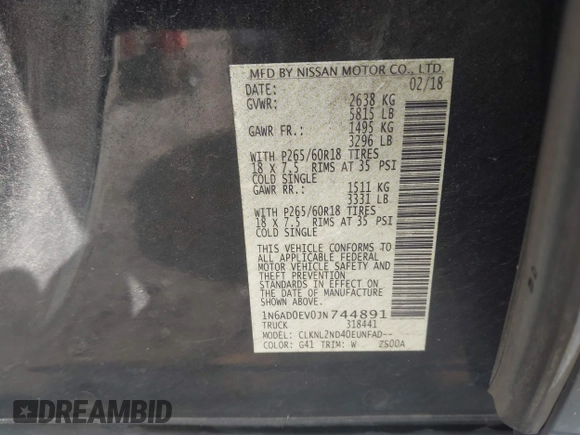 MFD BY NISSAN MOTOR CO., LTD.
DATE: 02/18
GVWR: 2638 KG
5815 LB
GAWR FR.: 1495 KG
3296 LB
WITH P265/60R18 TIRES
18 X 7.5 RIMS AT 35 PSI
COLD SINGLE
GAWR RR.: 1511 KG
3331 LB
WITH P265/60R18 TIRES
18 X 7.5 RIMS AT 35 PSI
COLD SINGLE
THIS VEHICLE CONFORMS TO
ALL APPLICABLE FEDERAL
MOTOR VEHICLE SAFETY AND
THEFT PREVENTION
STANDARDS IN EFFECT ON
THE DATE OF MANUFACTURE
SHOWN ABOVE.
1N6AD0EV0JN744891
TRUCK 318441
MODEL: CLKNL2ND40EUNFAD--
COLOR: G41 TRIM: W ZS00A
DREAMBID